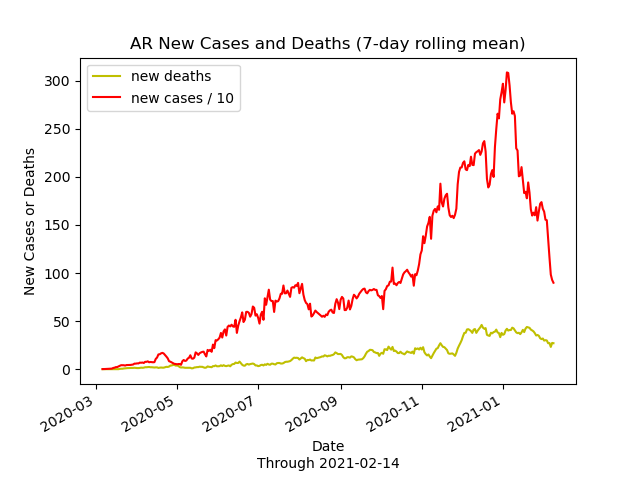 AR New Cases and Deaths (7-day rolling mean)
new deaths
new cases / 10
New Cases or Deaths
300
250
200
150
100
50
0
2020-03
2020-05
2020-07
2020-09
2020-11
2021-01
Date
Through 2021-02-14